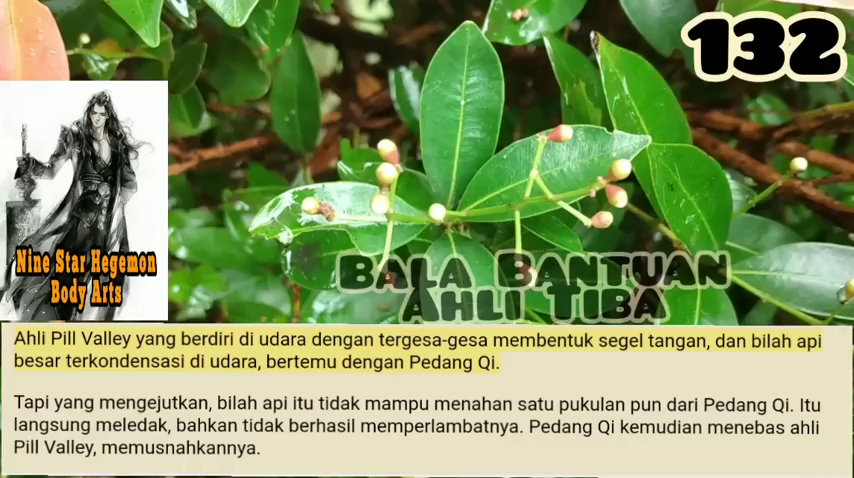 132
Nine Star Hegemon
Body Arts
Bala Bantuan
Ahli Tiba
Ahli Pill Valley yang berdiri di udara dengan tergesa-gesa membentuk segel tangan, dan bilah api
besar terkondensasi di udara, bertemu dengan Pedang Qi.
Tapi yang mengejutkan, bilah api itu tidak mampu menahan satu pukulan pun dari Pedang Qi. Itu
langsung meledak, bahkan tidak berhasil memperlambatnya. Pedang Qi kemudian menebas ahli
Pill Valley, memusnahkannya.